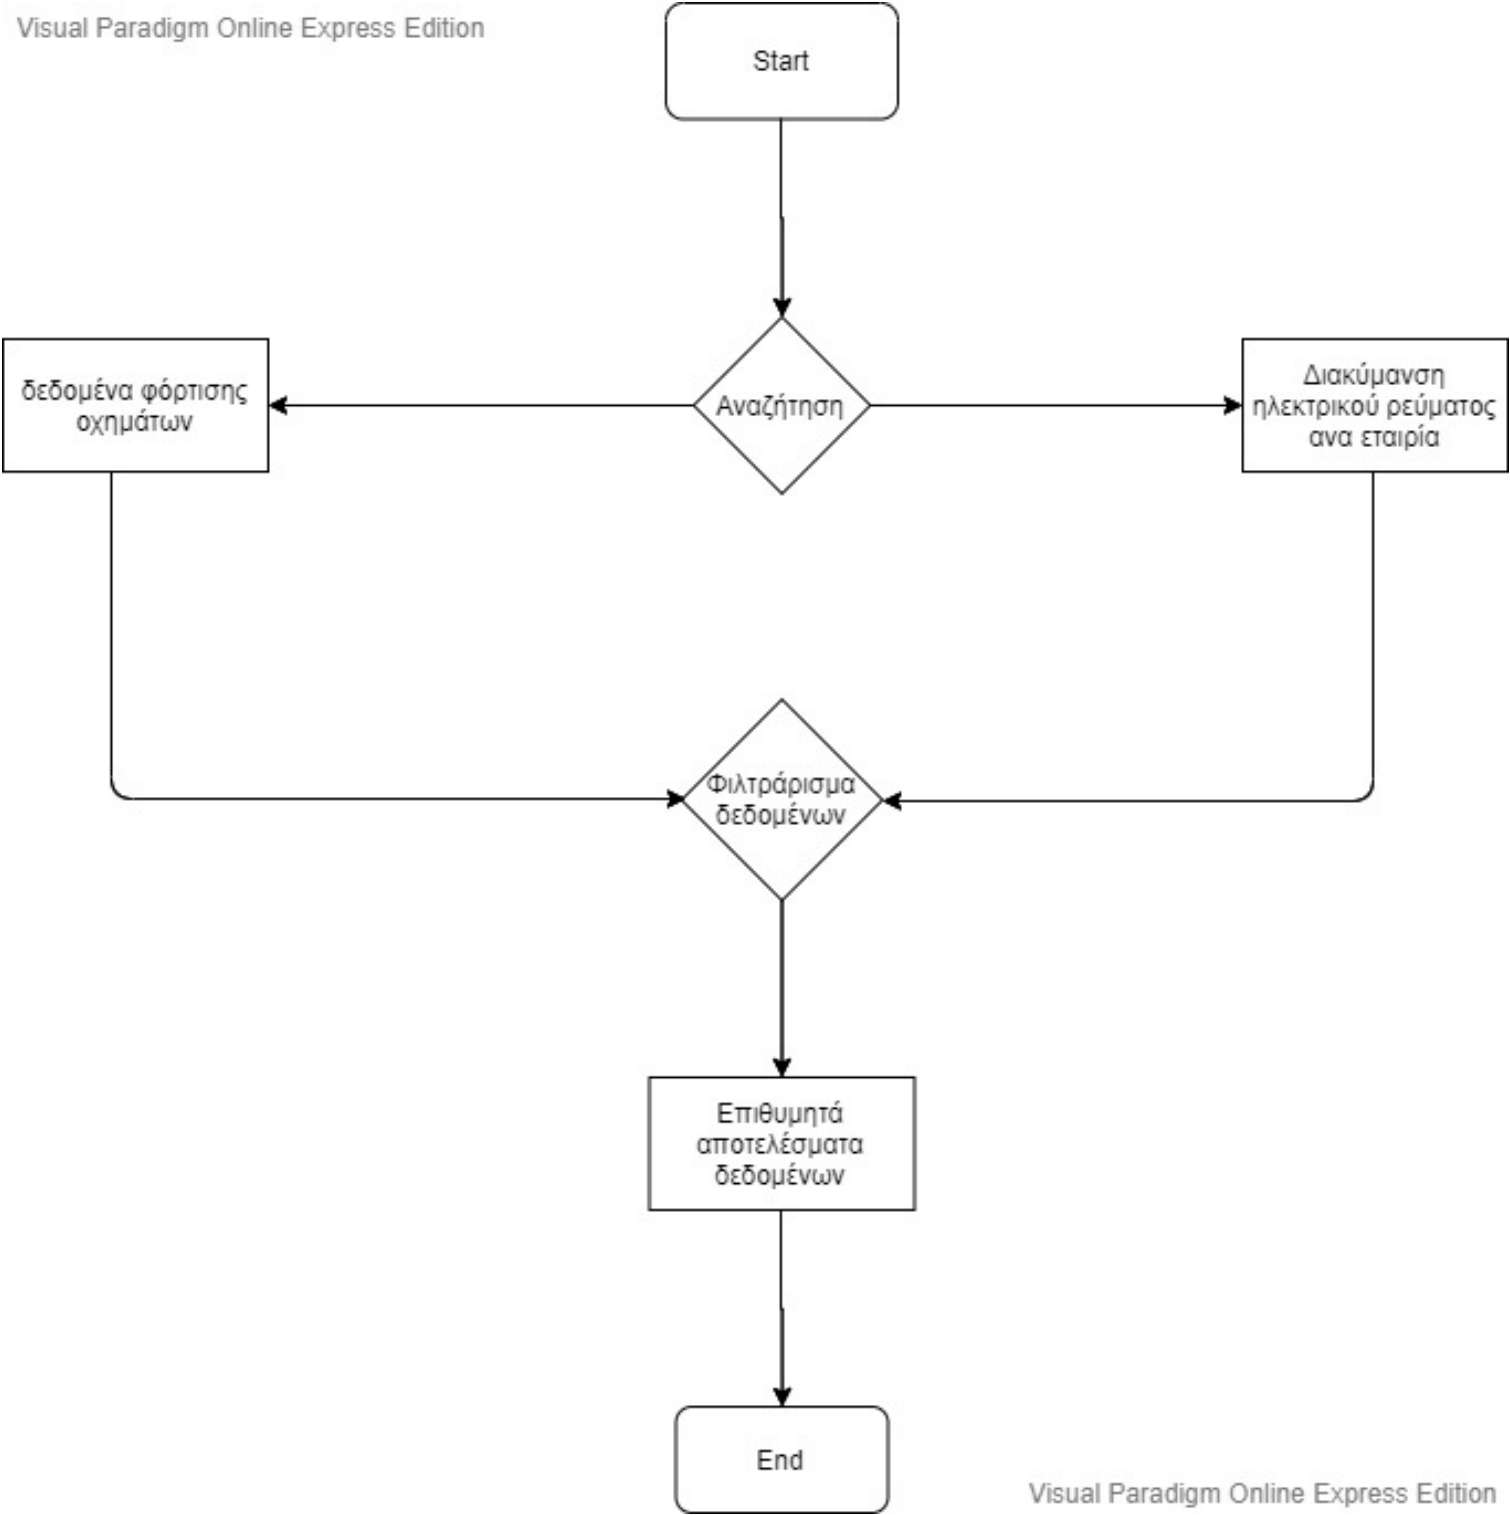 Visual Paradigm Online Express Edition
Start
Αναζήτηση
δεδομένα φόρτισης
οχημάτων
Διακύμανση
ηλεκτρικού ρεύματος
ανα εταιρία
Φιλτράρισμα
δεδομένων
Επιθυμητά
αποτελέσματα
δεδομένων
End
Visual Paradigm Online Express Edition